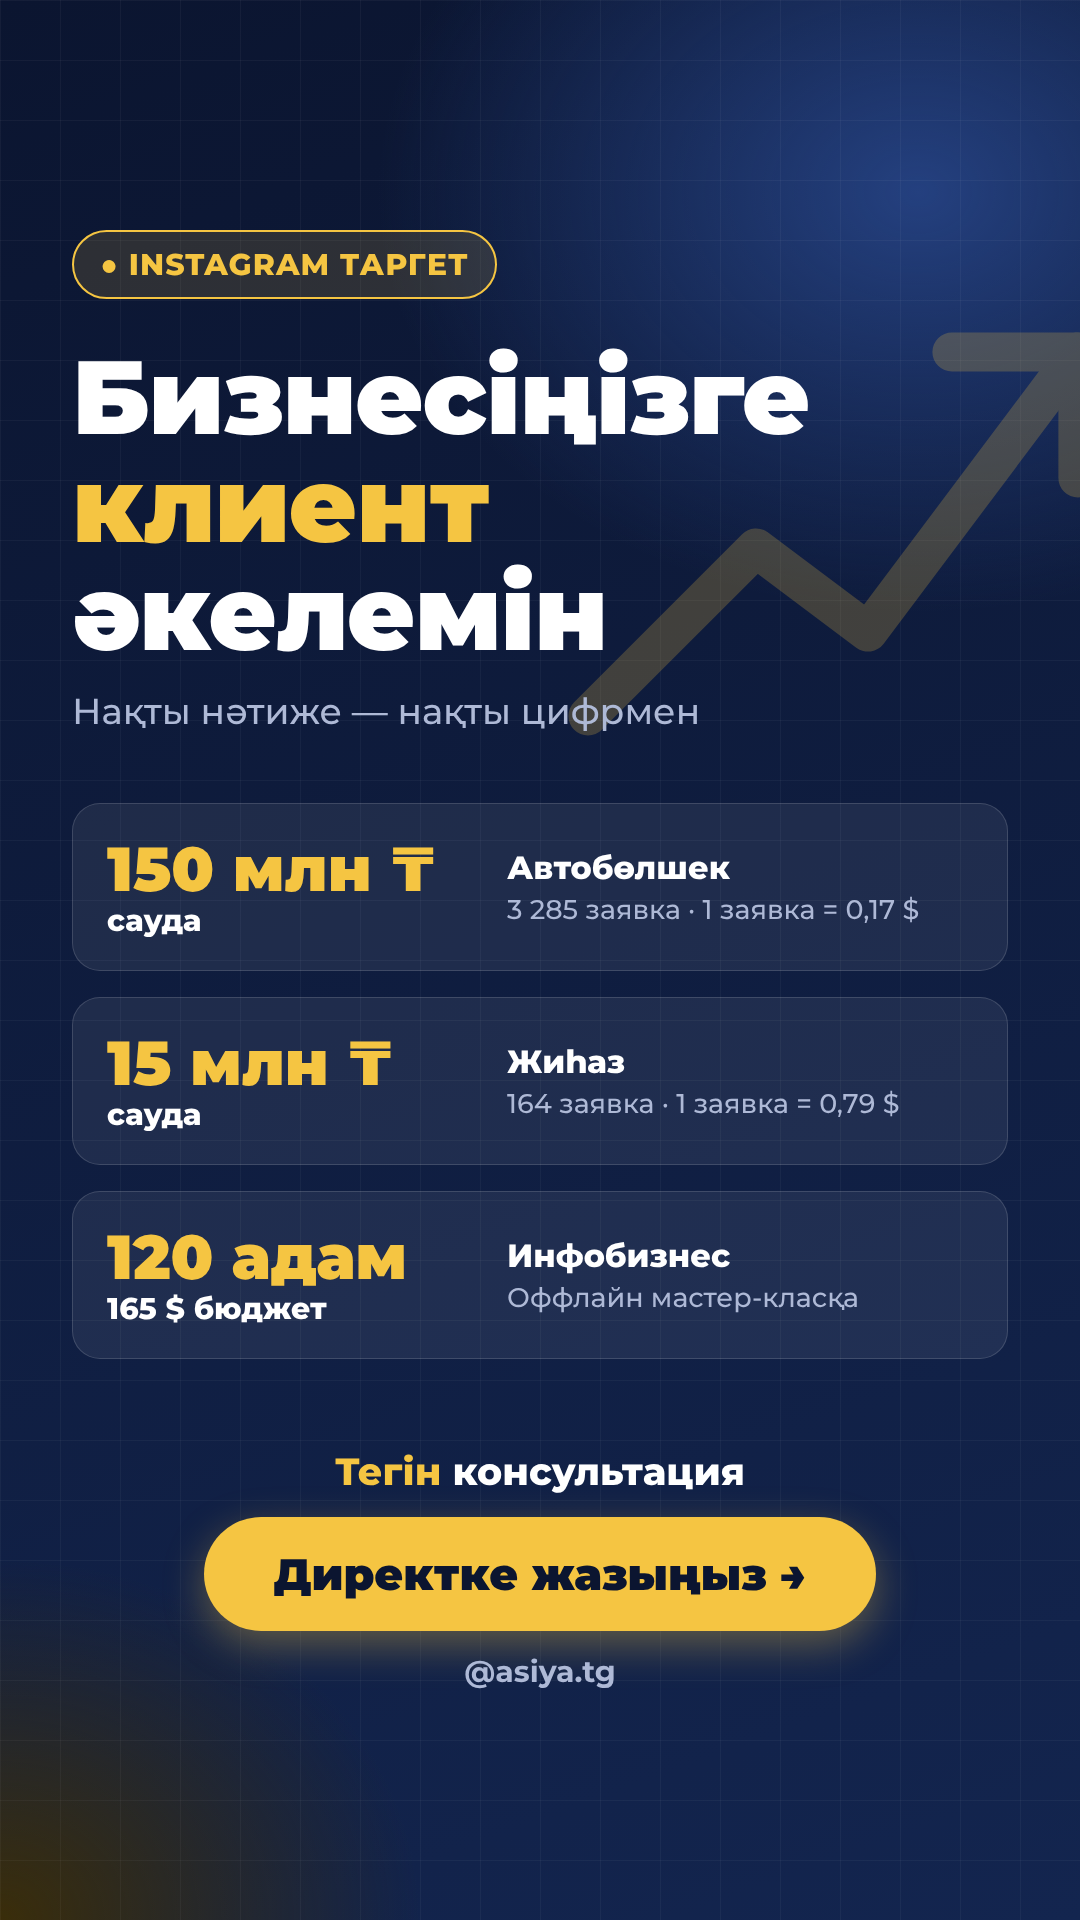 • INSTAGRAM ТАРГЕТ
Бизнесіңізге
клиент
әкелемін
Нақты нәтиже — нақты цифрмен
150 млн ₸
сауда
Автобөлшек
3 285 заявка · 1 заявка = 0,17 $
15 млн ₸
сауда
Жиһаз
164 заявка · 1 заявка = 0,79 $
120 адам
165 $ бюджет
Инфобизнес
Оффлайн мастер-класқа
Тегін консультация
Директке жазыңыз →
@asiya.tg